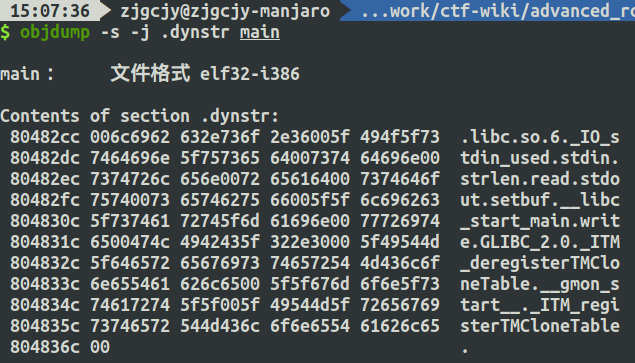 15:07:36 zjgcjy@zjgcjy-manjaro ...work/ctf-wiki/advanced_ro
$ objdump -s -j .dynstr main
main：     文件格式 elf32-i386
Contents of section .dynstr:
 80482cc 006c6962 632e736f 2e36005f 494f5f73  .libc.so.6._IO_s
 80482dc 7464696e 5f757365 64007374 64696e00  tdin_used.stdin.
 80482ec 7374726c 656e0072 65616400 7374646f  strlen.read.stdo
 80482fc 75740073 65746275 66005f5f 6c696263  ut.setbuf.__libc
 804830c 5f737461 72745f6d 61696e00 77726974  _start_main.writ
 804831c 6500474c 4942435f 322e3000 5f49544d  e.GLIBC_2.0._ITM
 804832c 5f646572 65676973 74657254 4d436c6f  _deregisterTMClo
 804833c 6e655461 626c6500 5f5f676d 6f6e5f73  neTable.__gmon_s
 804834c 74617274 5f5f005f 49544d5f 72656769  tart__._ITM_regi
 804835c 73746572 544d436c 6f6e6554 61626c65  sterTMCloneTable
 804836c 00                                   .